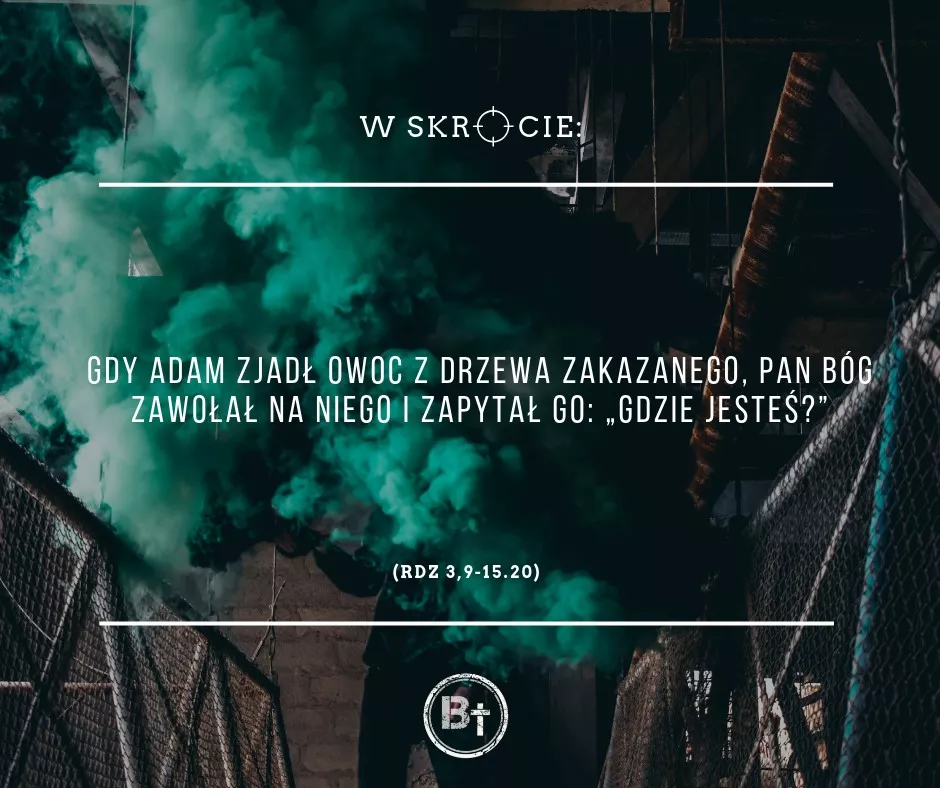 W SKRÓCIE:
GDY ADAM ZJADŁ OWOC Z DRZEWA ZAKAZANEGO, PAN BÓG
ZAWOŁAŁ NA NIEGO I ZAPYTAŁ GO: „GDZIE JESTEŚ?”
(RDZ 3,9-15.20)
Bt